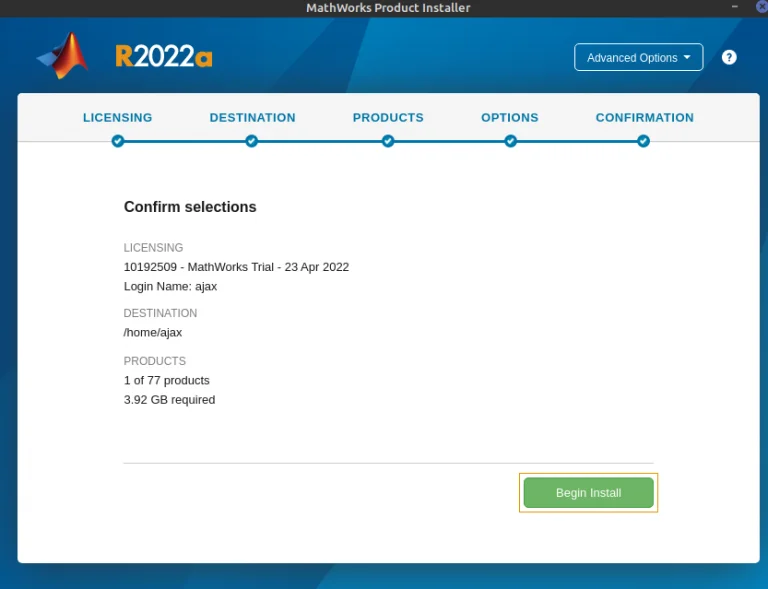 MathWorks Product Installer
R2022a
Advanced Options
?
LICENSING DESTINATION PRODUCTS OPTIONS CONFIRMATION
Confirm selections
LICENSING
10192509 - MathWorks Trial - 23 Apr 2022
Login Name: ajax
DESTINATION
/home/ajax
PRODUCTS
1 of 77 products
3.92 GB required
Begin Install